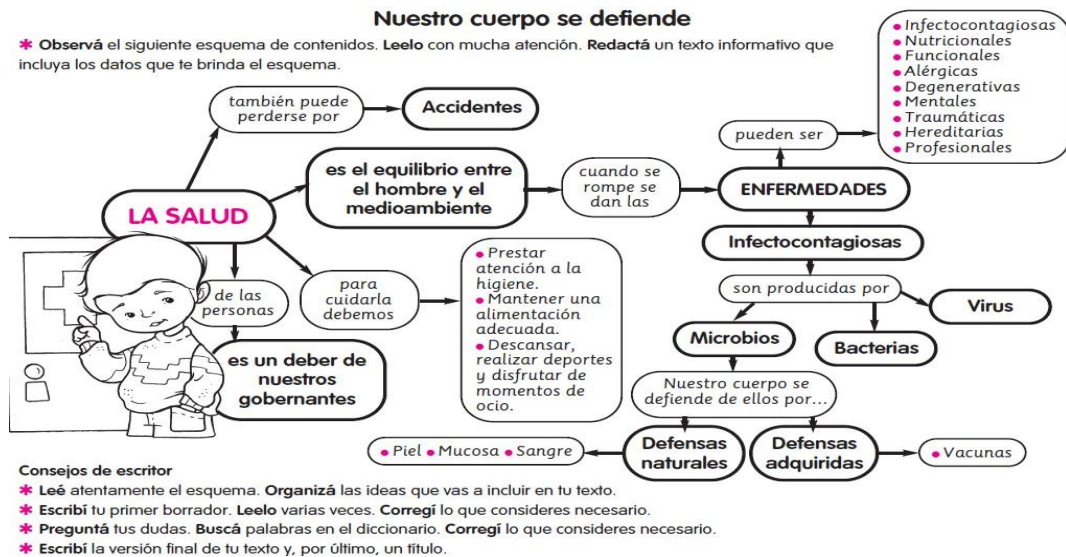 Nuestro cuerpo se defiende
✱ Observá el siguiente esquema de contenidos. Leelo con mucha atención. Redactá un texto informativo que
incluya los datos que te brinda el esquema.
también puede
perderse por
Accidentes
LA SALUD
es el equilibrio entre
el hombre y el
medioambiente
cuando se
rompe se
dan las
ENFERMEDADES
pueden ser
• Infectocontagiosas
• Nutricionales
• Funcionales
• Alérgicas
• Degenerativas
• Mentales
• Traumáticas
• Hereditarias
• Profesionales
Infectocontagiosas
son producidas por
Virus
Bacterias
Microbios
Nuestro cuerpo se
defiende de ellos por...
Defensas
naturales
• Piel • Mucosa • Sangre
Defensas
adquiridas
• Vacunas
de las
personas
es un deber de
nuestros
gobernantes
para
cuidarla
debemos
• Prestar
atención a la
higiene.
• Mantener una
alimentación
adecuada.
• Descansar,
realizar deportes
y disfrutar de
momentos de
ocio.
Consejos de escritor
✱ Leé atentamente el esquema. Organizá las ideas que vas a incluir en tu texto.
✱ Escribí tu primer borrador. Leelo varias veces. Corregí lo que consideres necesario.
✱ Preguntá tus dudas. Buscá palabras en el diccionario. Corregí lo que consideres necesario.
✱ Escribí la versión final de tu texto y, por último, un título.